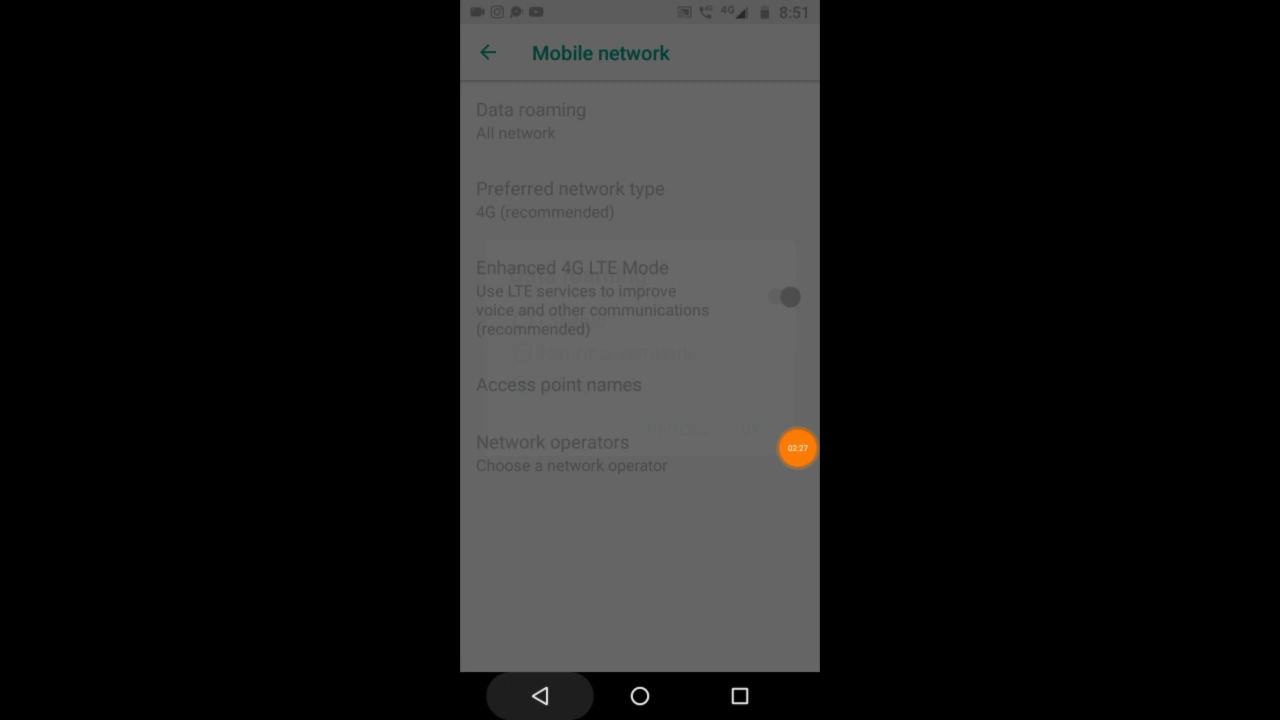 4G 8:51
Mobile network
Data roaming
All network
Preferred network type
4G (recommended)
Enhanced 4G LTE Mode
Use LTE services to improve
voice and other communications
(recommended)
Access point names
02:27
Network operators
Choose a network operator